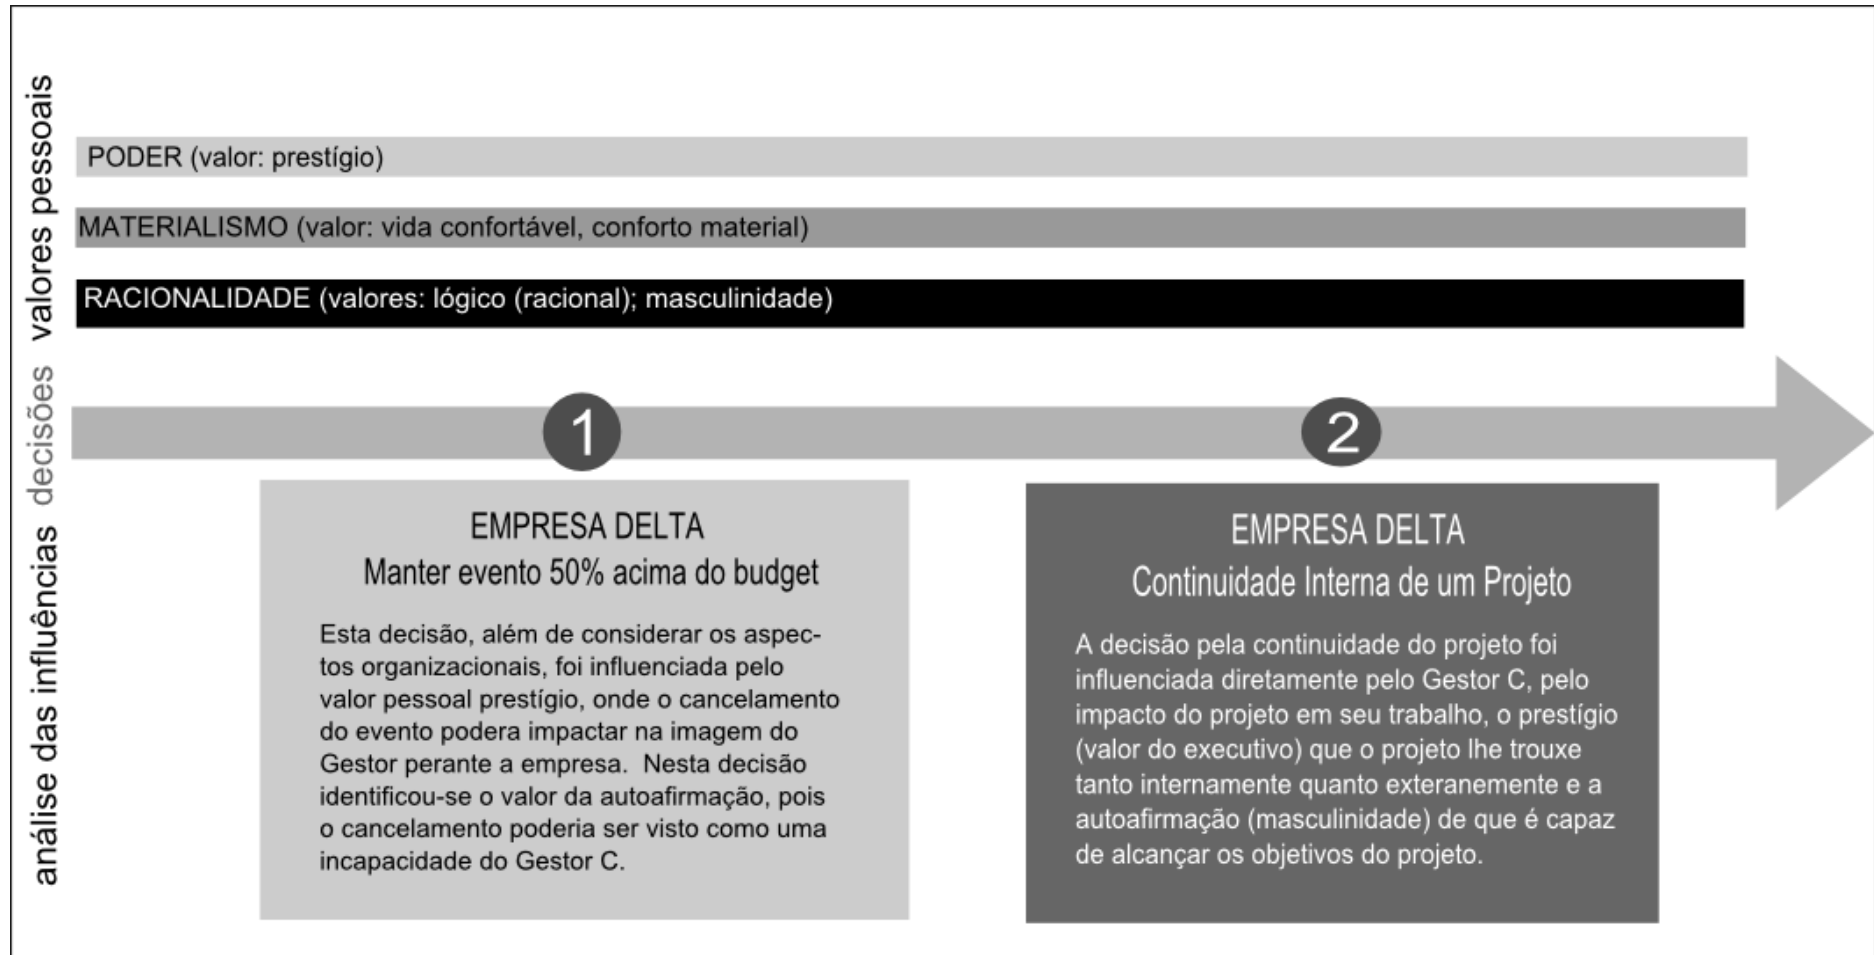 valores pessoais
PODER (valor: prestígio)
MATERIALISMO (valor: vida confortável, conforto material)
RACIONALIDADE (valores: lógico (racional); masculinidade)
decisões
1
2
análise das influências
EMPRESA DELTA
Manter evento 50% acima do budget
Esta decisão, além de considerar os aspec-
tos organizacionais, foi influenciada pelo
valor pessoal prestígio, onde o cancelamento
do evento podera impactar na imagem do
Gestor perante a empresa. Nesta decisão
identificou-se o valor da autoafirmação, pois
o cancelamento poderia ser visto como uma
incapacidade do Gestor C.
EMPRESA DELTA
Continuidade Interna de um Projeto
A decisão pela continuidade do projeto foi
influenciada diretamente pelo Gestor C, pelo
impacto do projeto em seu trabalho, o prestígio
(valor do executivo) que o projeto lhe trouxe
tanto internamente quanto exteranemente e a
autoafirmação (masculinidade) de que é capaz
de alcançar os objetivos do projeto.